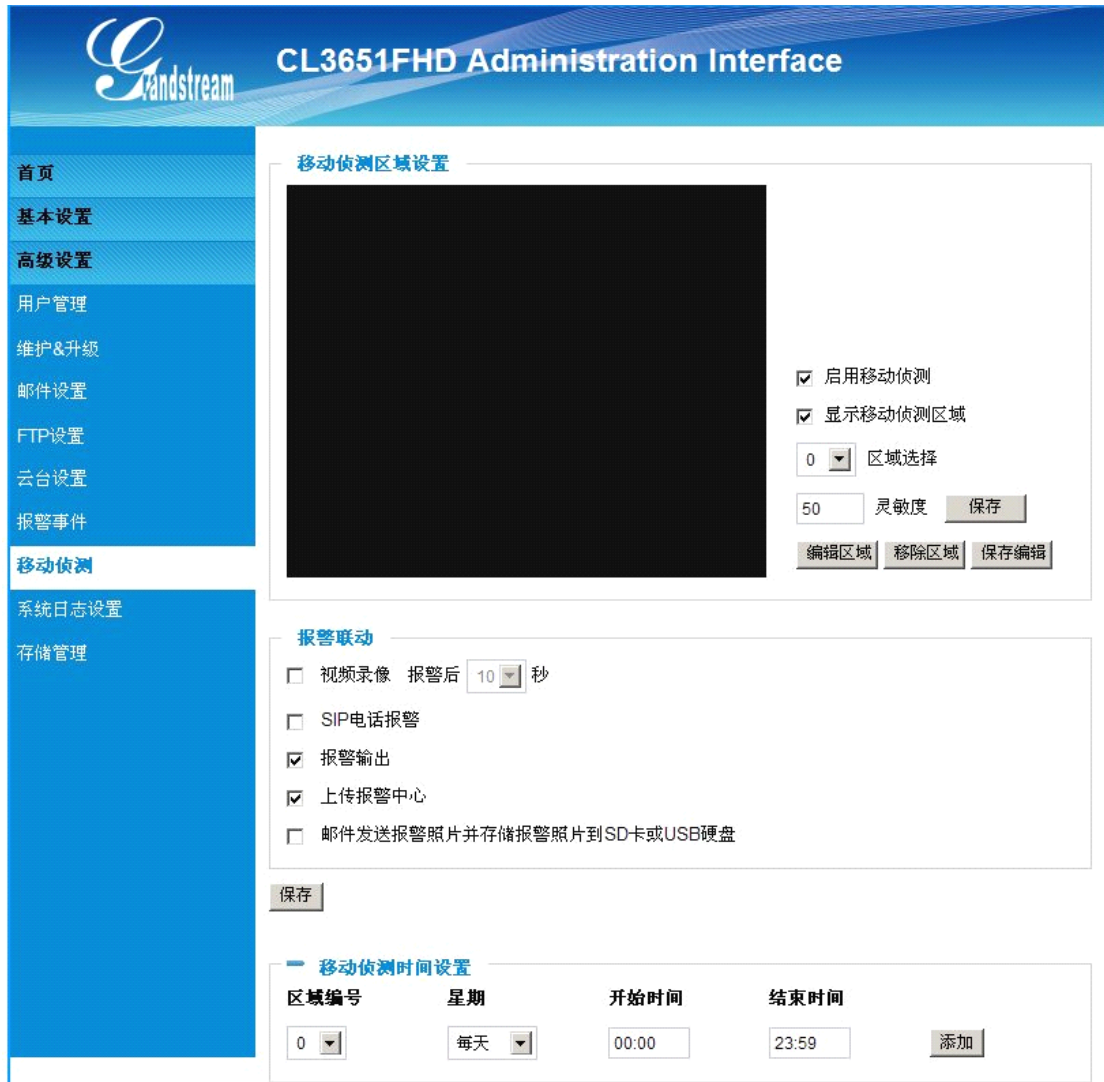 Grandstream
CL3651FHD Administration Interface
首页
基本设置
高级设置
用户管理
维护&升级
邮件设置
FTP设置
云台设置
报警事件
移动侦测
系统日志设置
存储管理
移动侦测区域设置
启用移动侦测
显示移动侦测区域
0 区域选择
50 灵敏度 保存
编辑区域 移除区域 保存编辑
报警联动
视频录像 报警后 10 秒
SIP电话报警
报警输出
上传报警中心
邮件发送报警照片并存储报警照片到SD卡或USB硬盘
保存
移动侦测时间设置
区域编号 星期 开始时间 结束时间
0 每天 00:00 23:59 添加